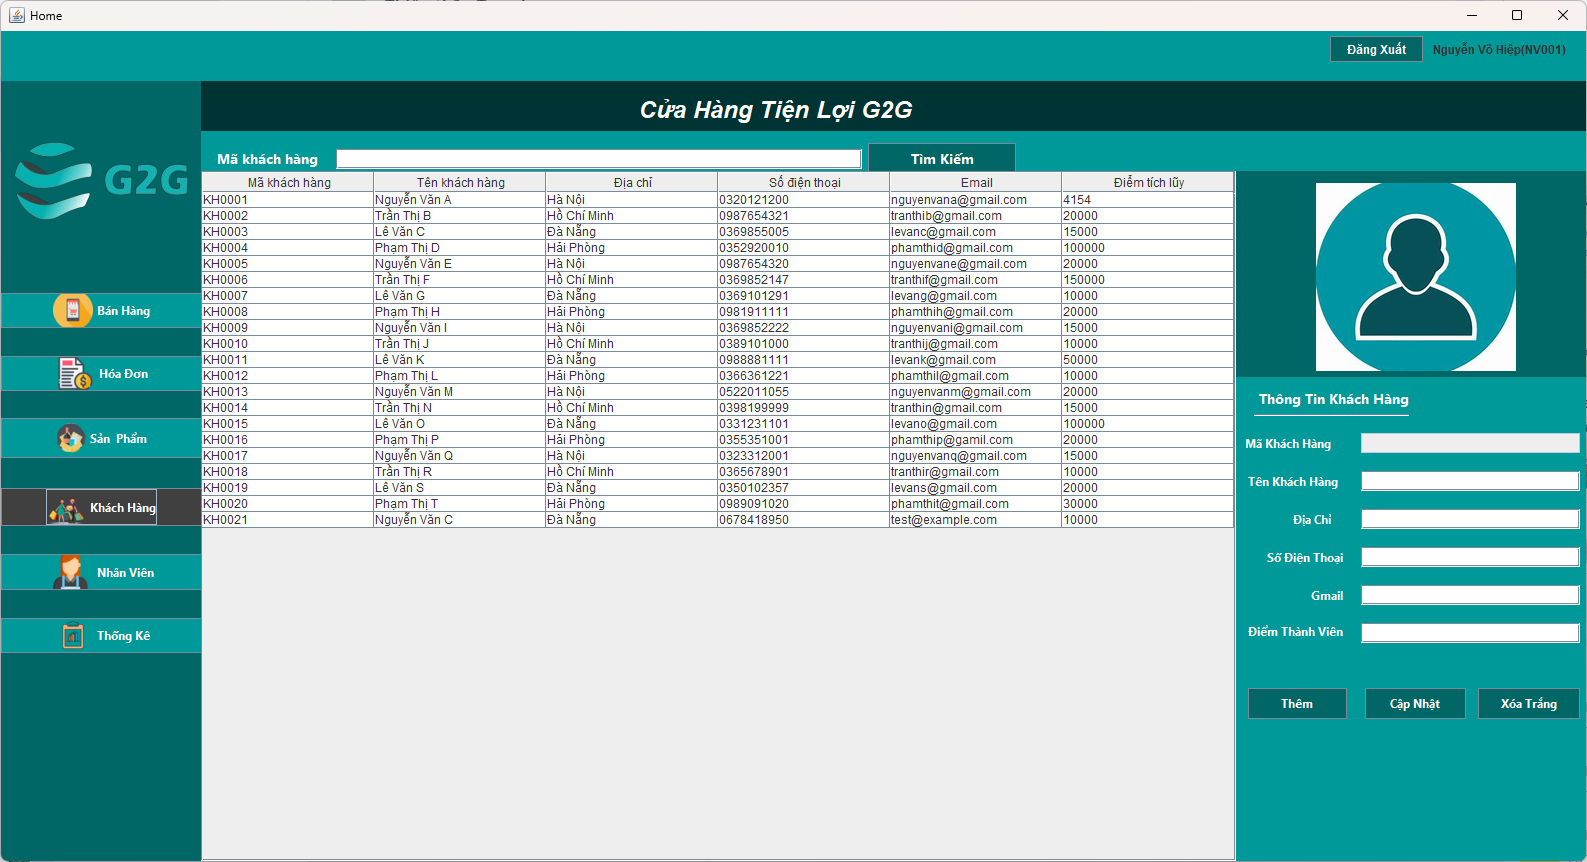 Home
Đăng Xuất Nguyễn Võ Hiệp(NV001)
Cửa Hàng Tiện Lợi G2G
G2G
Mã khách hàng Tìm Kiếm
Mã khách hàng Tên khách hàng Địa chỉ Số điện thoại Email Điểm tích lũy
KH0001 Nguyễn Văn A Hà Nội 0320121200 nguyenvana@gmail.com 4154
KH0002 Trần Thị B Hồ Chí Minh 0987654321 tranthib@gmail.com 20000
KH0003 Lê Văn C Đà Nẵng 0369855005 levanc@gmail.com 15000
KH0004 Phạm Thị D Hải Phòng 0352920010 phamthid@gmail.com 100000
KH0005 Nguyễn Văn E Hà Nội 0987654320 nguyenvane@gmail.com 20000
KH0006 Trần Thị F Hồ Chí Minh 0369852147 tranthif@gmail.com 150000
KH0007 Lê Văn G Đà Nẵng 0369101291 levang@gmail.com 10000
KH0008 Phạm Thị H Hải Phòng 0981911111 phamthih@gmail.com 20000
KH0009 Nguyễn Văn I Hà Nội 0369852222 nguyenvani@gmail.com 15000
KH0010 Trần Thị J Hồ Chí Minh 0389101000 tranthij@gmail.com 10000
KH0011 Lê Văn K Đà Nẵng 0988881111 levank@gmail.com 50000
KH0012 Phạm Thị L Hải Phòng 0366361221 phamthil@gmail.com 10000
KH0013 Nguyễn Văn M Hà Nội 0522011055 nguyenvanm@gmail.com 20000
KH0014 Trần Thị N Hồ Chí Minh 0398199999 tranthin@gmail.com 15000
KH0015 Lê Văn O Đà Nẵng 0331231101 levano@gmail.com 100000
KH0016 Phạm Thị P Hải Phòng 0355351001 phamthip@gamil.com 20000
KH0017 Nguyễn Văn Q Hà Nội 0323312001 nguyenvanq@gmail.com 15000
KH0018 Trần Thị R Hồ Chí Minh 0365678901 tranthir@gmail.com 10000
KH0019 Lê Văn S Đà Nẵng 0350102357 levans@gmail.com 20000
KH0020 Phạm Thị T Hải Phòng 0989091020 phamthit@gmail.com 30000
KH0021 Nguyễn Văn C Đà Nẵng 0678418950 test@example.com 10000
Bán Hàng
Hóa Đơn
Sản Phẩm
Khách Hàng
Nhân Viên
Thống Kê
Thông Tin Khách Hàng
Mã Khách Hàng
Tên Khách Hàng
Địa Chỉ
Số Điện Thoại
Gmail
Điểm Thành Viên
Thêm Cập Nhật Xóa Trắng